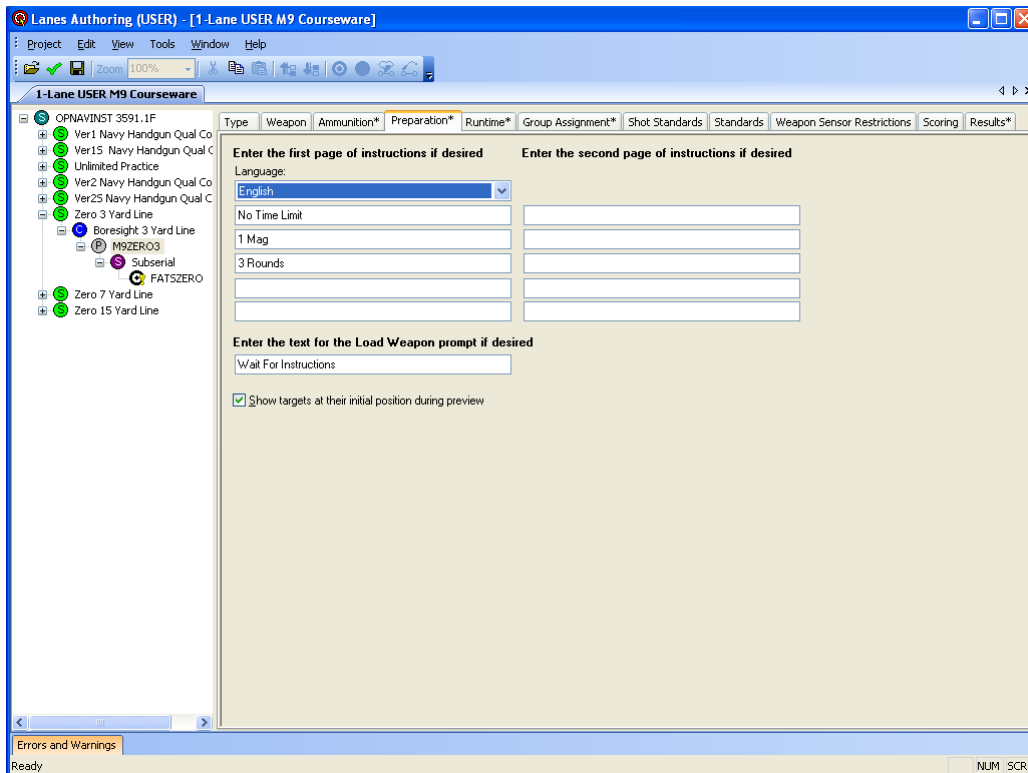 Lanes Authoring (USER) - [1-Lane USER M9 Courseware]
Project Edit View Tools Window Help
Zoom 100%
1-Lane USER M9 Courseware
OPNAVINST 3591.1F
Ver1 Navy Handgun Qual Co
Ver1S Navy Handgun Qual C
Unlimited Practice
Ver2 Navy Handgun Qual Co
Ver2S Navy Handgun Qual C
Zero 3 Yard Line
Boresight 3 Yard Line
M9ZERO3
Subserial
FATSZERO
Zero 7 Yard Line
Zero 15 Yard Line
Type Weapon Ammunition* Preparation* Runtime* Group Assignment* Shot Standards Standards Weapon Sensor Restrictions Scoring Results*
Enter the first page of instructions if desired Enter the second page of instructions if desired
Language:
English
No Time Limit
1 Mag
3 Rounds
Enter the text for the Load Weapon prompt if desired
Wait For Instructions
Show targets at their initial position during preview
Errors and Warnings
Ready NUM SCR